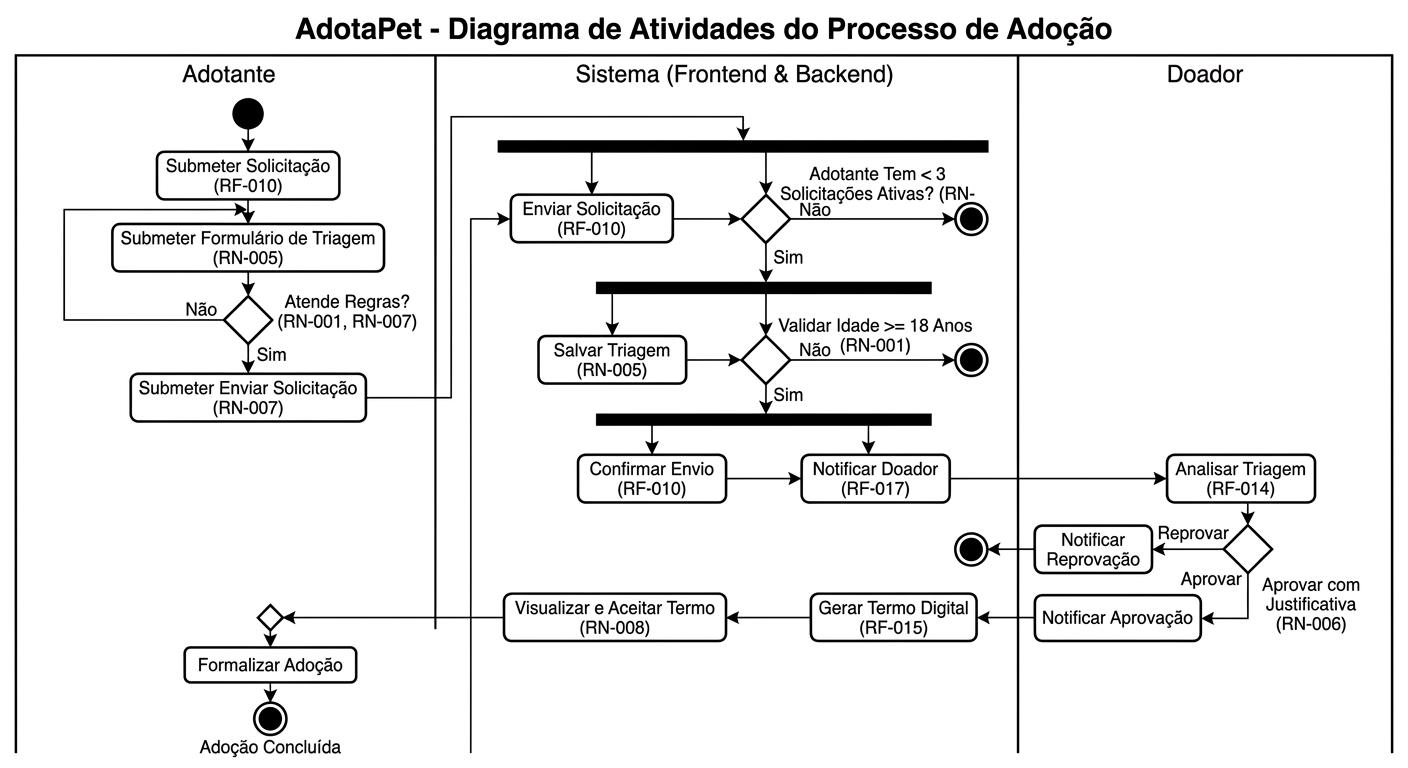 AdotaPet - Diagrama de Atividades do Processo de Adoção
Adotante
Sistema (Frontend & Backend)
Doador
Submeter Solicitação
(RF-010)
Submeter Formulário de Triagem
(RN-005)
Não
Atende Regras?
(RN-001, RN-007)
Sim
Submeter Enviar Solicitação
(RN-007)
Enviar Solicitação
(RF-010)
Adotante Tem < 3
Solicitações Ativas? (RN-
Não
Sim
Salvar Triagem
(RN-005)
Validar Idade >= 18 Anos
(RN-001)
Não
Sim
Confirmar Envio
(RF-010)
Notificar Doador
(RF-017)
Analisar Triagem
(RF-014)
Reprovar
Notificar
Reprovação
Aprovar
Aprovar com
Justificativa
(RN-006)
Notificar Aprovação
Gerar Termo Digital
(RF-015)
Visualizar e Aceitar Termo
(RN-008)
Formalizar Adoção
Adoção Concluída